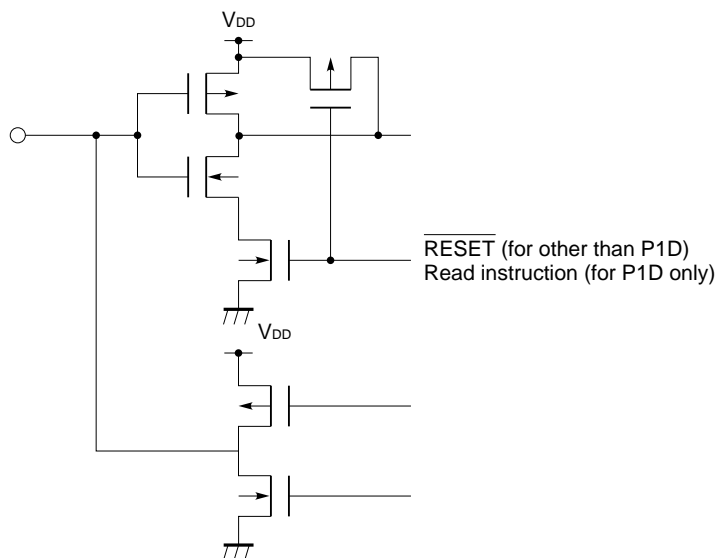 VDD
RESET (for other than P1D)
Read instruction (for P1D only)
VDD